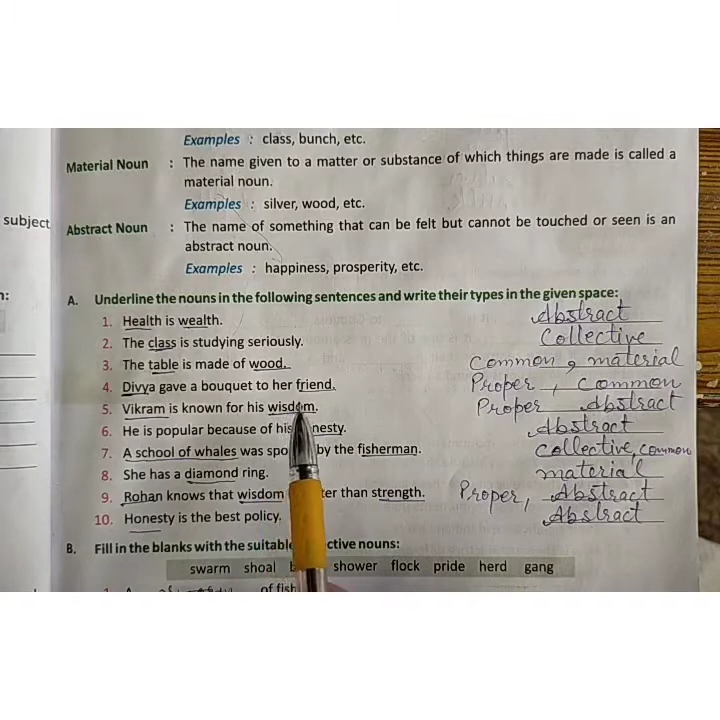 Examples : class, bunch, etc.
Material Noun : The name given to a matter or substance of which things are made is called a
material noun.
Examples : silver, wood, etc.
subject
Abstract Noun : The name of something that can be felt but cannot be touched or seen is an
abstract noun.
Examples : happiness, prosperity, etc.
n:
A. Underline the nouns in the following sentences and write their types in the given space:
1. Health is wealth. Abstract
2. The class is studying seriously. Collective
3. The table is made of wood. Common, material
4. Divya gave a bouquet to her friend. Proper, Common
5. Vikram is known for his wisdom. Proper Abstract
6. He is popular because of his nesty. Abstract
7. A school of whales was spo by the fisherman. Collective, common
8. She has a diamond ring. material
9. Rohan knows that wisdom ter than strength. Proper, Abstract
10. Honesty is the best policy. Abstract
B. Fill in the blanks with the suitable ctive nouns:
swarm shoal b shower flock pride herd gang
1. A of fish